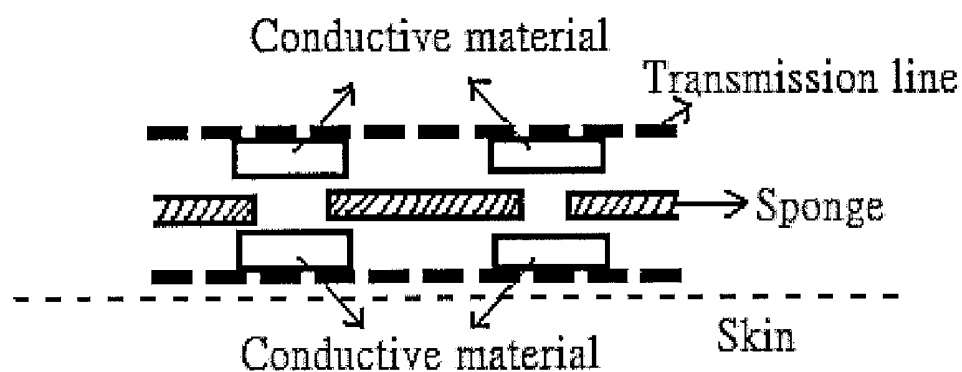 Conductive material
Transmission line
Sponge
Skin
Conductive material